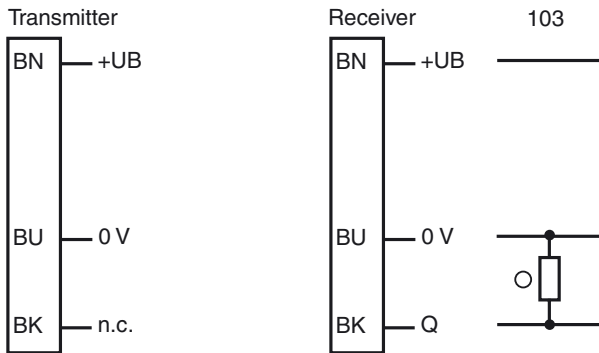 Transmitter
BN +UB
BU 0 V
BK n.c.
Receiver
BN +UB
BU 0 V
BK Q
103